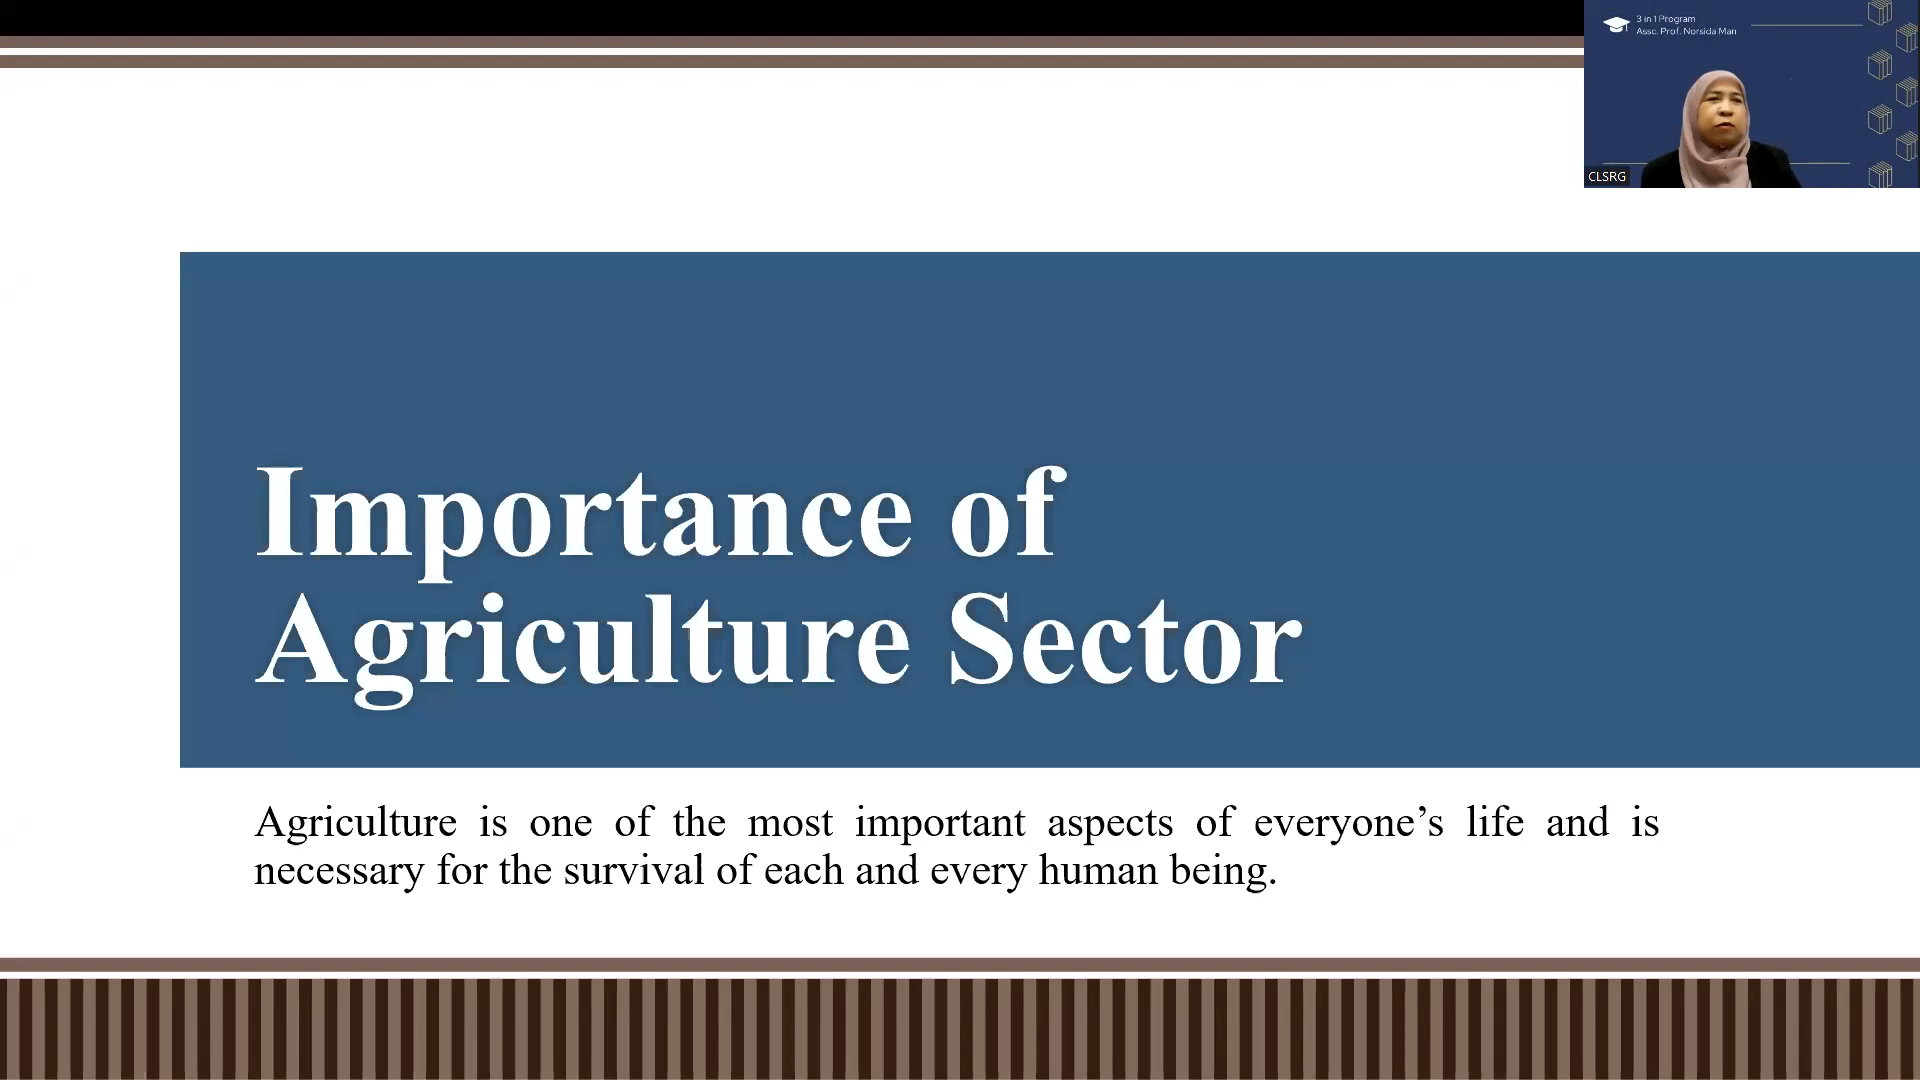 3 in 1 Program
Assc. Prof. Norsida Man
CLSRG
Importance of
Agriculture Sector
Agriculture is one of the most important aspects of everyone’s life and is
necessary for the survival of each and every human being.